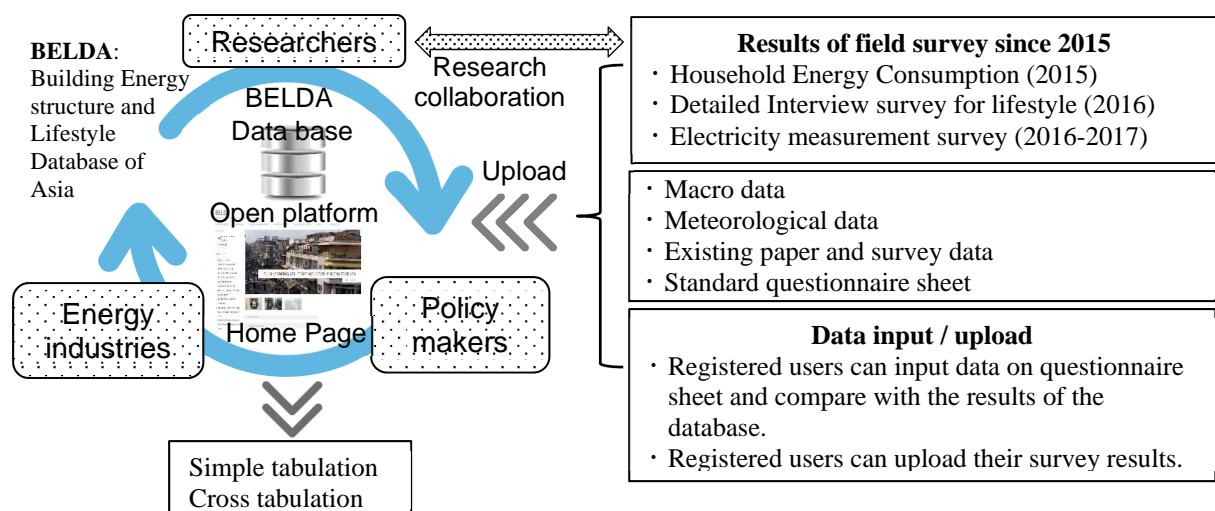 BELDA:
Building Energy
structure and
Lifestyle
Database of
Asia
Researchers
Research
collaboration
BELDA
Data base
Open platform
Home Page
Upload
Energy
industries
Policy
makers
Simple tabulation
Cross tabulation
Results of field survey since 2015
・Household Energy Consumption (2015)
・Detailed Interview survey for lifestyle (2016)
・Electricity measurement survey (2016-2017)
・Macro data
・Meteorological data
・Existing paper and survey data
・Standard questionnaire sheet
Data input / upload
・Registered users can input data on questionnaire
sheet and compare with the results of the
database.
・Registered users can upload their survey results.